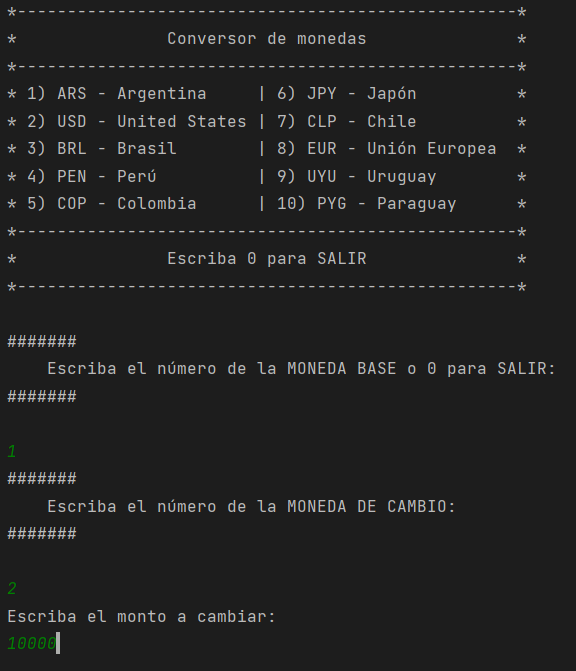 *--------------------------------------------------*
*               Conversor de monedas               *
*--------------------------------------------------*
* 1) ARS - Argentina     | 6) JPY - Japón          *
* 2) USD - United States | 7) CLP - Chile          *
* 3) BRL - Brasil        | 8) EUR - Unión Europea  *
* 4) PEN - Perú          | 9) UYU - Uruguay        *
* 5) COP - Colombia      | 10) PYG - Paraguay      *
*--------------------------------------------------*
*               Escriba 0 para SALIR               *
*--------------------------------------------------*
#######
    Escriba el número de la MONEDA BASE o 0 para SALIR:
#######
1
#######
    Escriba el número de la MONEDA DE CAMBIO:
#######
2
Escriba el monto a cambiar:
10000